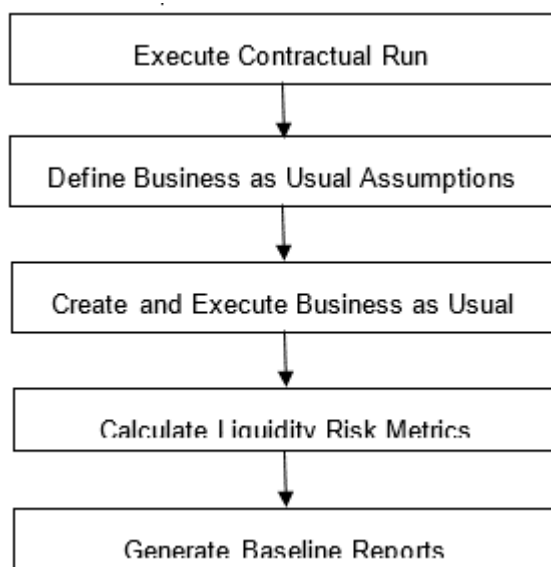 Execute Contractual Run
Define Business as Usual Assumptions
Create and Execute Business as Usual
Calculate Liquidity Risk Metrics
Generate Baseline Reports